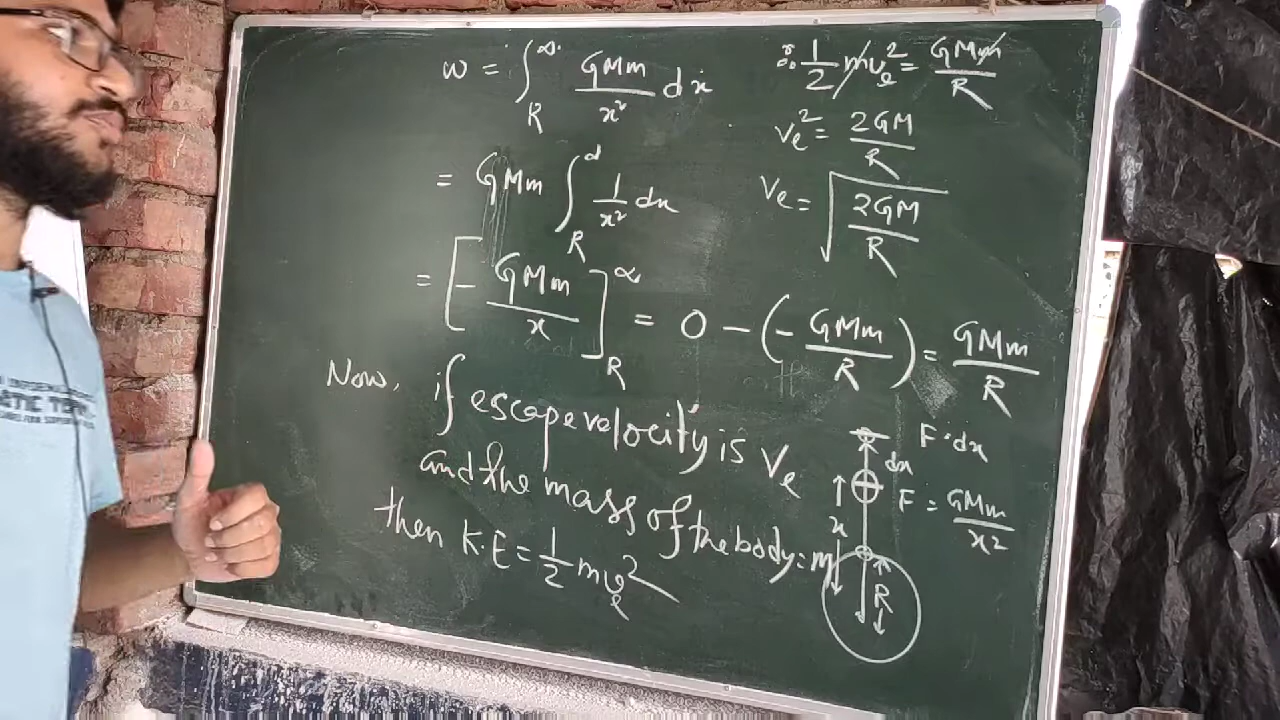 w = ∫_R^∞ GMm/x² dx
= GMm ∫_R^α 1/x² dx
= [- GMm/x]_R^∝ = 0 - (- GMm/R) = GMm/R
Now, if escape velocity is Ve
and the mass of the body = m
then K.E = 1/2 mve²
∴ 1/2 mve² = GMm/R
ve² = 2GM/R
Ve = √(2GM/R)
F·dx
dx
F = GMm/x²
x
R